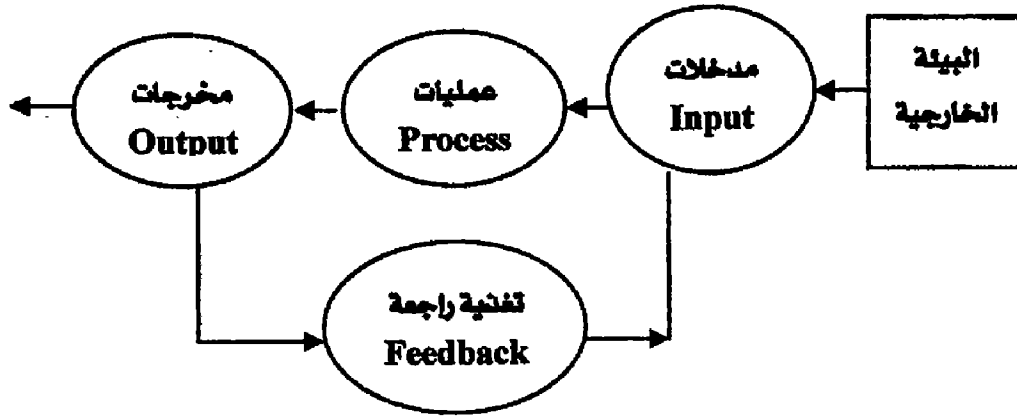 البيئة
الخارجية
مدخلات
Input
عمليات
Process
مخرجات
Output
تغذية راجعة
Feedback